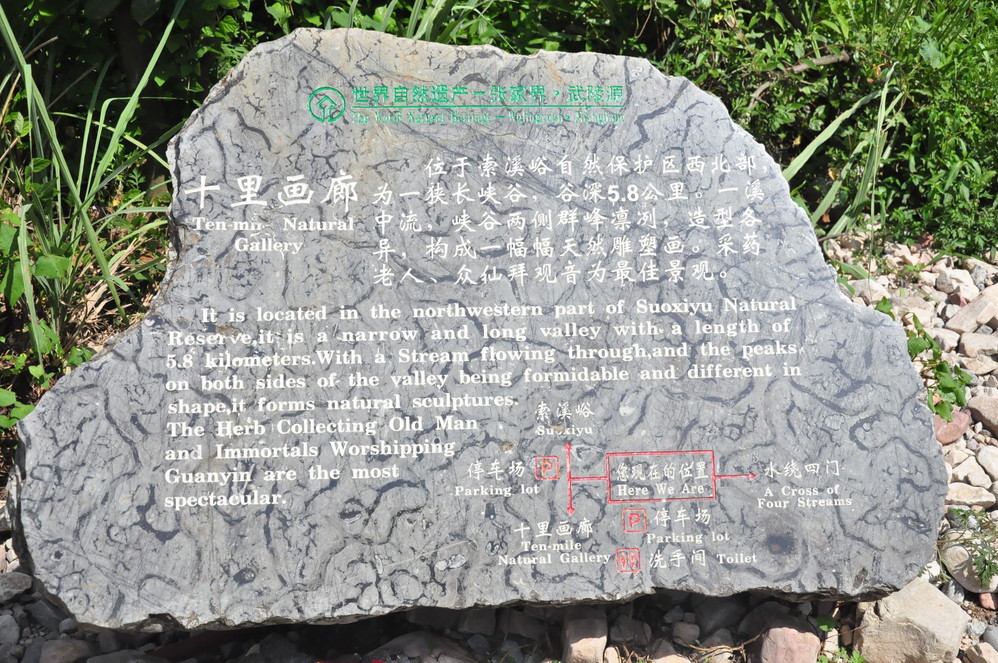 世界自然遗产－张家界·武陵源
The World Natural Heritage－Wulingyuan·Zhangjiajie
十里画廊
Ten-mile Natural
Gallery
位于索溪峪自然保护区西北部，
为一狭长峡谷，谷深5.8公里。一溪
中流，峡谷两侧群峰凛冽，造型各
异，构成一幅幅天然雕塑画。采药
老人、众仙拜观音为最佳景观。
It is located in the northwestern part of Suoxiyu Natural
Reserve,it is a narrow and long valley with a length of
5.8 kilometers.With a Stream flowing through,and the peaks
on both sides of the valley being formidable and different in
shape,it forms natural sculptures.
The Herb Collecting Old Man
and Immortals Worshipping
Guanyin are the most
spectacular.
索溪峪
Suoxiyu
停车场 P
Parking lot
您现在的位置
Here We Are
水绕四门
A Cross of
Four Streams
十里画廊
Ten-mile
Natural Gallery
P 停车场
Parking lot
洗手间 Toilet